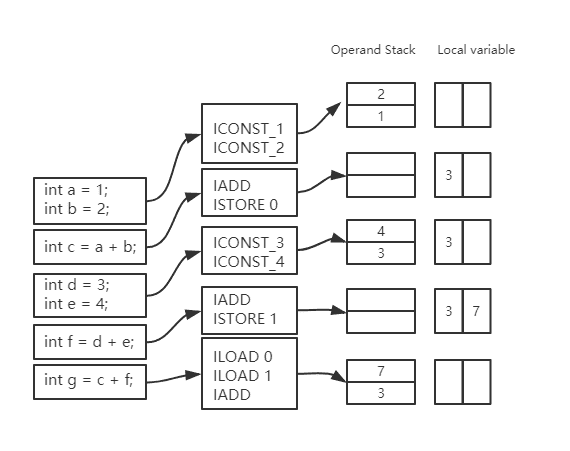 Operand Stack
Local variable
int a = 1;
int b = 2;
int c = a + b;
int d = 3;
int e = 4;
int f = d + e;
int g = c + f;
ICONST_1
ICONST_2
IADD
ISTORE 0
ICONST_3
ICONST_4
IADD
ISTORE 1
ILOAD 0
ILOAD 1
IADD
2
1
3
4
3
3
3 7
7
3